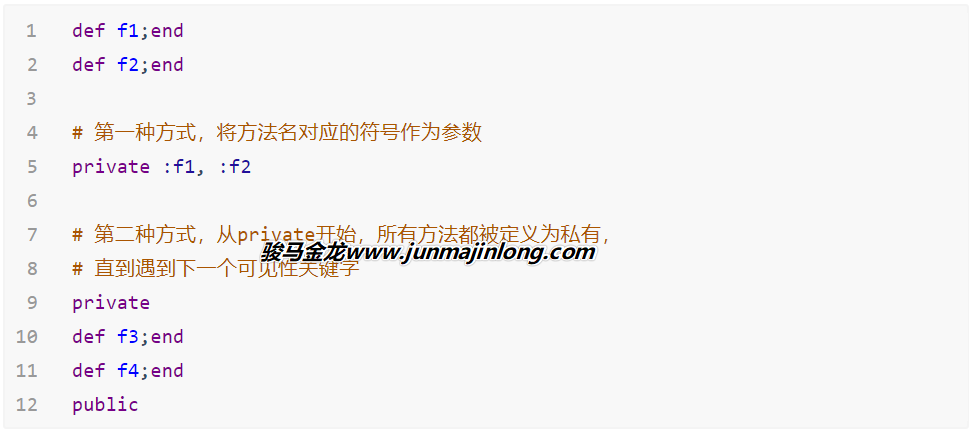 1 def f1;end
2 def f2;end
3
4 # 第一种方式，将方法名对应的符号作为参数
5 private :f1, :f2
6
7 # 第二种方式，从private开始，所有方法都被定义为私有，
骏马金龙www.junmajinlong.com
8 # 直到遇到下一个可见性关键字
9 private
10 def f3;end
11 def f4;end
12 public